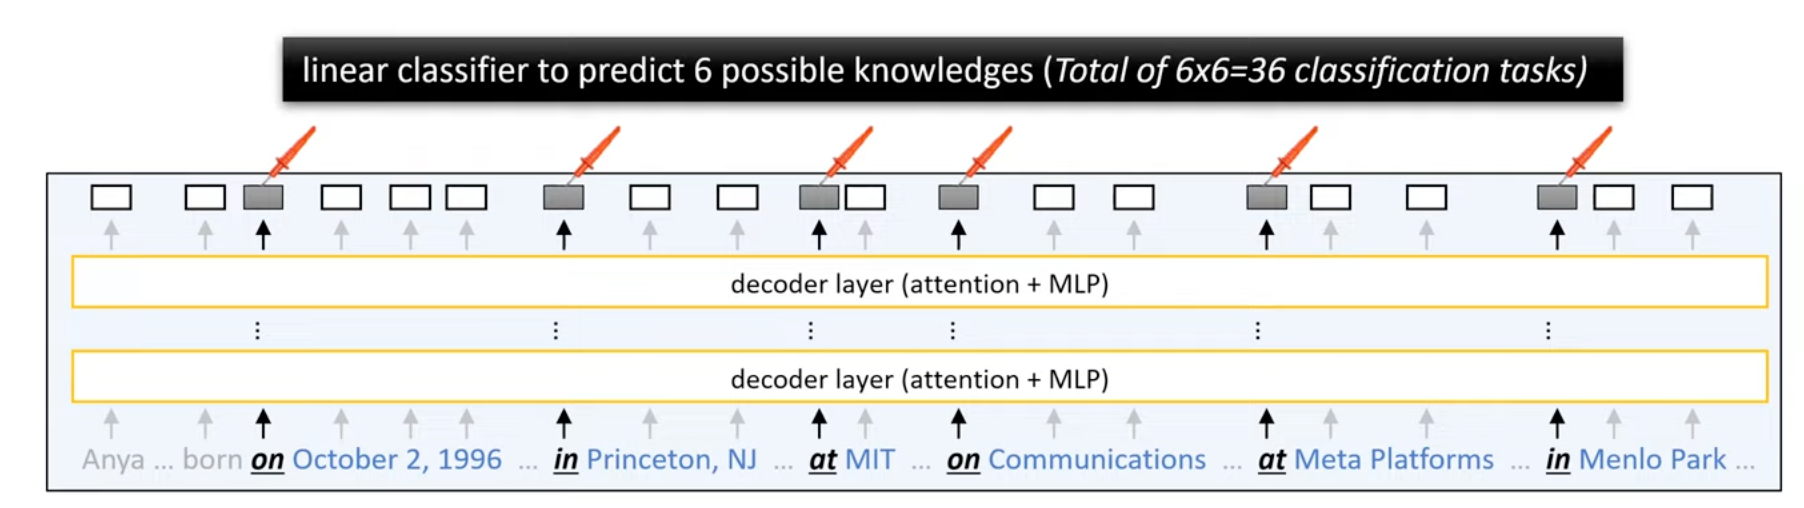 linear classifier to predict 6 possible knowledges (Total of 6x6=36 classification tasks)
decoder layer (attention + MLP)
decoder layer (attention + MLP)
Anya ... born on October 2, 1996 ... in Princeton, NJ ... at MIT ... on Communications ... at Meta Platforms ... in Menlo Park ...